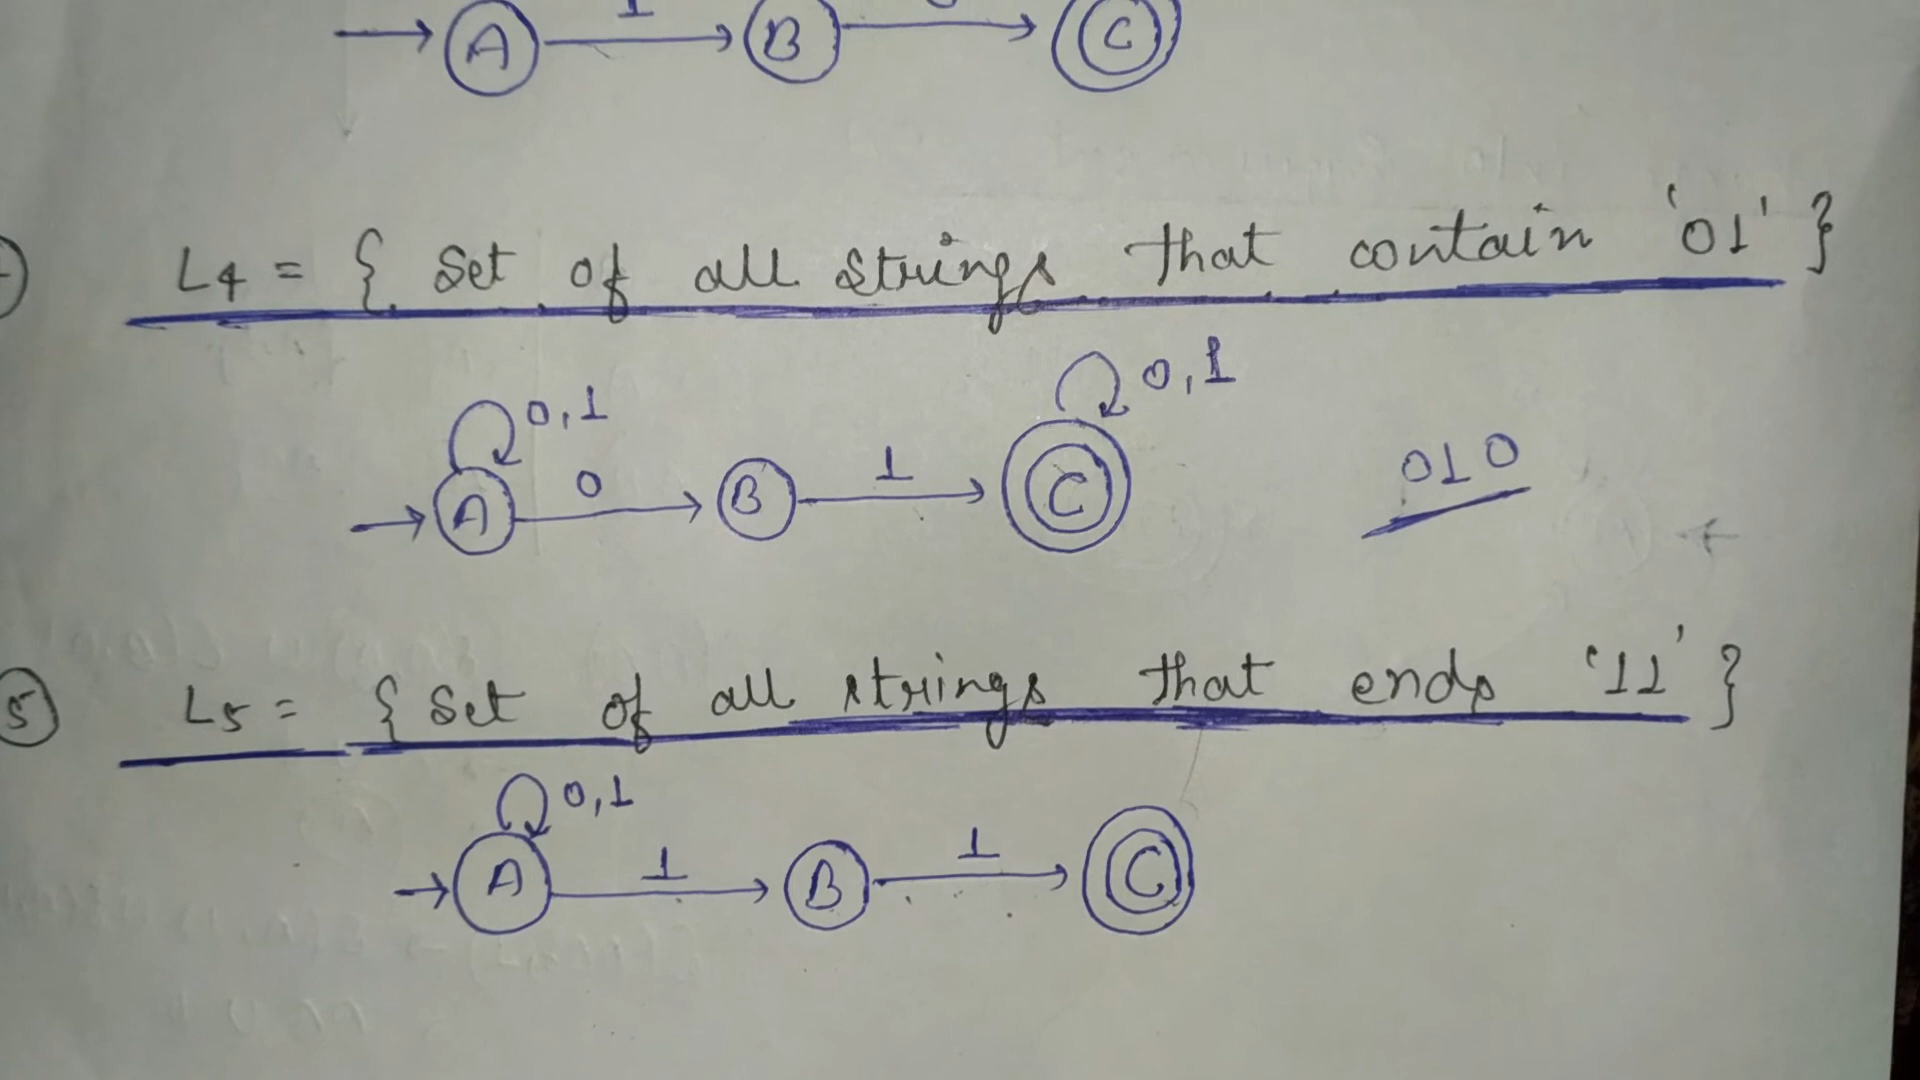 1
A B C
L4 = { Set of all strings that contain '01' }
0,1 0,1
A 0 B 1 C 010
5 L5 = { Set of all strings that ends '11' }
0,1
A 1 B 1 C